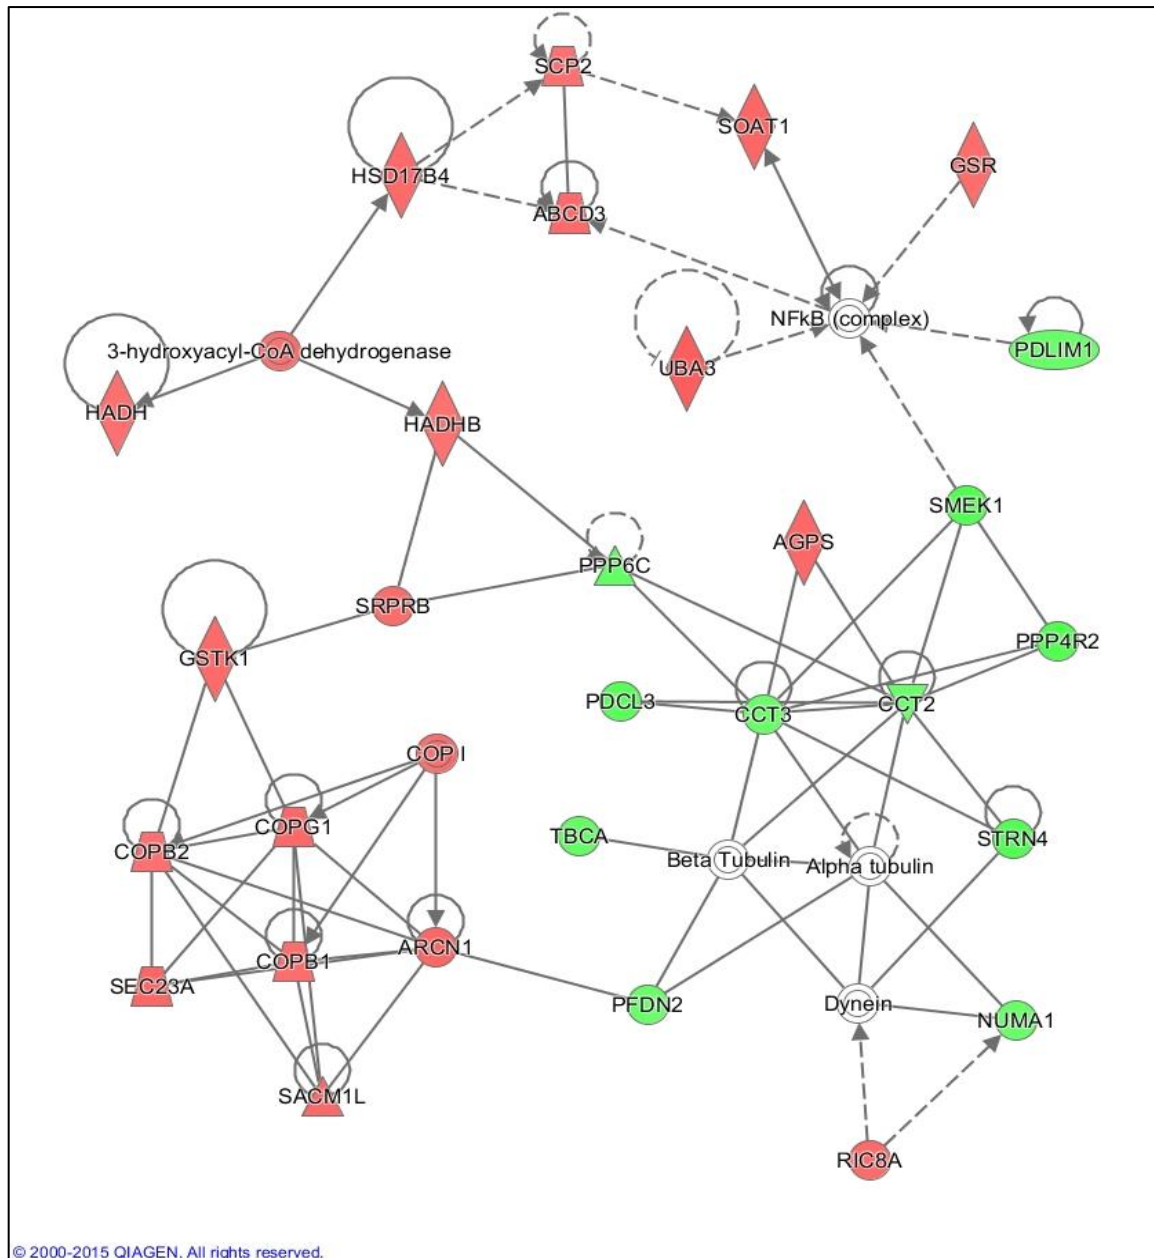 SCP2
SOAT1
GSR
HSD17B4
ABCD3
NFkB (complex)
PDLIM1
3-hydroxyacyl-CoA dehydrogenase
UBA3
HADH
HADHB
SMEK1
AGPS
PPP6C
SRPRB
PPP4R2
GSTK1
PDCL3
CCT3
CCT2
COP I
COPG1
COPB2
TBCA
STRN4
Beta Tubulin
Alpha tubulin
ARCN1
COPB1
SEC23A
PFDN2
Dynein
NUMA1
SACM1L
RIC8A
© 2000-2015 QIAGEN. All rights reserved.